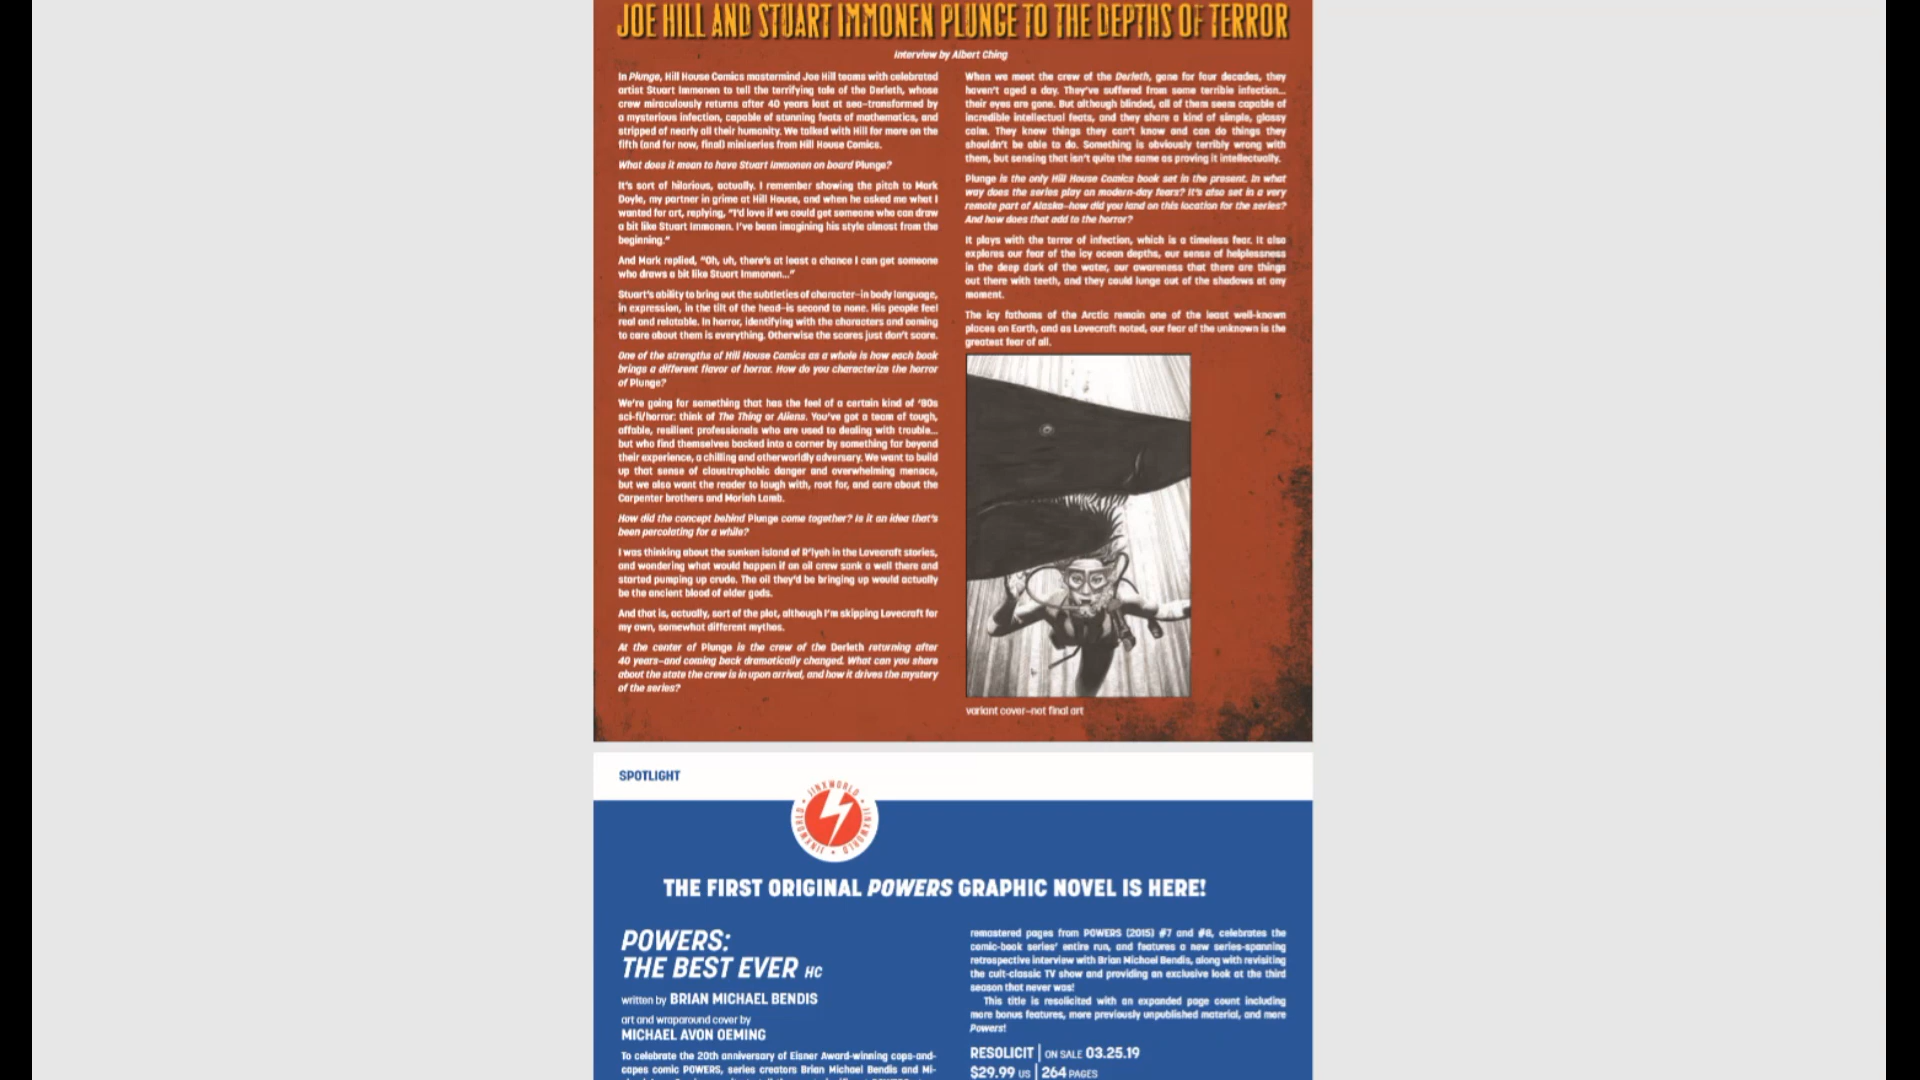 JOE HILL AND STUART IMMONEN PLUNGE TO THE DEPTHS OF TERROR
Interview by Albert Ching
In Plunge, Hill House Comics mastermind Joe Hill teams with celebrated
artist Stuart Immonen to tell the terrifying tale of the Derleth, whose
crew miraculously returns after 40 years lost at sea—transformed by
a mysterious infection, capable of stunning feats of mathematics, and
stripped of nearly all their humanity. We talked with Hill for more on the
fifth (and for now, final) miniseries from Hill House Comics.
What does it mean to have Stuart Immonen on board Plunge?
It's sort of hilarious, actually. I remember showing the pitch to Mark
Doyle, my partner in grime at Hill House, and when he asked me what I
wanted for art, replying, "I'd love if we could get someone who can draw
a bit like Stuart Immonen. I've been imagining his style almost from the
beginning."
And Mark replied, "Oh, uh, there's at least a chance I can get someone
who draws a bit like Stuart Immonen..."
Stuart's ability to bring out the subtleties of character—in body language,
in expression, in the tilt of the head—is second to none. His people feel
real and relatable. In horror, identifying with the characters and coming
to care about them is everything. Otherwise the scares just don't scare.
One of the strengths of Hill House Comics as a whole is how each book
brings a different flavor of horror. How do you characterize the horror
of Plunge?
We're going for something that has the feel of a certain kind of '80s
sci-fi/horror: think of The Thing or Aliens. You've got a team of tough,
affable, resilient professionals who are used to dealing with trouble...
but who find themselves backed into a corner by something far beyond
their experience, a chilling and otherworldly adversary. We want to build
up that sense of claustrophobic danger and overwhelming menace,
but we also want the reader to laugh with, root for, and care about the
Carpenter brothers and Moriah Lamb.
How did the concept behind Plunge come together? Is it an idea that's
been percolating for a while?
I was thinking about the sunken island of R'lyeh in the Lovecraft stories,
and wondering what would happen if an oil crew sank a well there and
started pumping up crude. The oil they'd be bringing up would actually
be the ancient blood of elder gods.
And that is, actually, sort of the plot, although I'm skipping Lovecraft for
my own, somewhat different mythos.
At the center of Plunge is the crew of the Derleth returning after
40 years—and coming back dramatically changed. What can you share
about the state the crew is in upon arrival, and how it drives the mystery
of the series?
When we meet the crew of the Derleth, gone for four decades, they
haven't aged a day. They've suffered from some terrible infection...
their eyes are gone. But although blinded, all of them seem capable of
incredible intellectual feats, and they share a kind of simple, glassy
calm. They know things they can't know and can do things they
shouldn't be able to do. Something is obviously terribly wrong with
them, but sensing that isn't quite the same as proving it intellectually.
Plunge is the only Hill House Comics book set in the present. In what
way does the series play on modern-day fears? It's also set in a very
remote part of Alaska—how did you land on this location for the series?
And how does that add to the horror?
It plays with the terror of infection, which is a timeless fear. It also
explores our fear of the icy ocean depths, our sense of helplessness
in the deep dark of the water, our awareness that there are things
out there with teeth, and they could lunge out of the shadows at any
moment.
The icy fathoms of the Arctic remain one of the least well-known
places on Earth, and as Lovecraft noted, our fear of the unknown is the
greatest fear of all.
variant cover—not final art
SPOTLIGHT
JINXWORLD • JINXWORLD • JINXWORLD •
THE FIRST ORIGINAL POWERS GRAPHIC NOVEL IS HERE!
POWERS:
THE BEST EVER HC
written by BRIAN MICHAEL BENDIS
art and wraparound cover by
MICHAEL AVON OEMING
To celebrate the 20th anniversary of Eisner Award-winning cops-and-
capes comic POWERS, series creators Brian Michael Bendis and Mi-
remastered pages from POWERS (2015) #7 and #8, celebrates the
comic-book series' entire run, and features a new series-spanning
retrospective interview with Brian Michael Bendis, along with revisiting
the cult-classic TV show and providing an exclusive look at the third
season that never was!
This title is resolicited with an expanded page count including
more bonus features, more previously unpublished material, and more
Powers!
RESOLICIT | ON SALE 03.25.19
$29.99 US | 264 PAGES